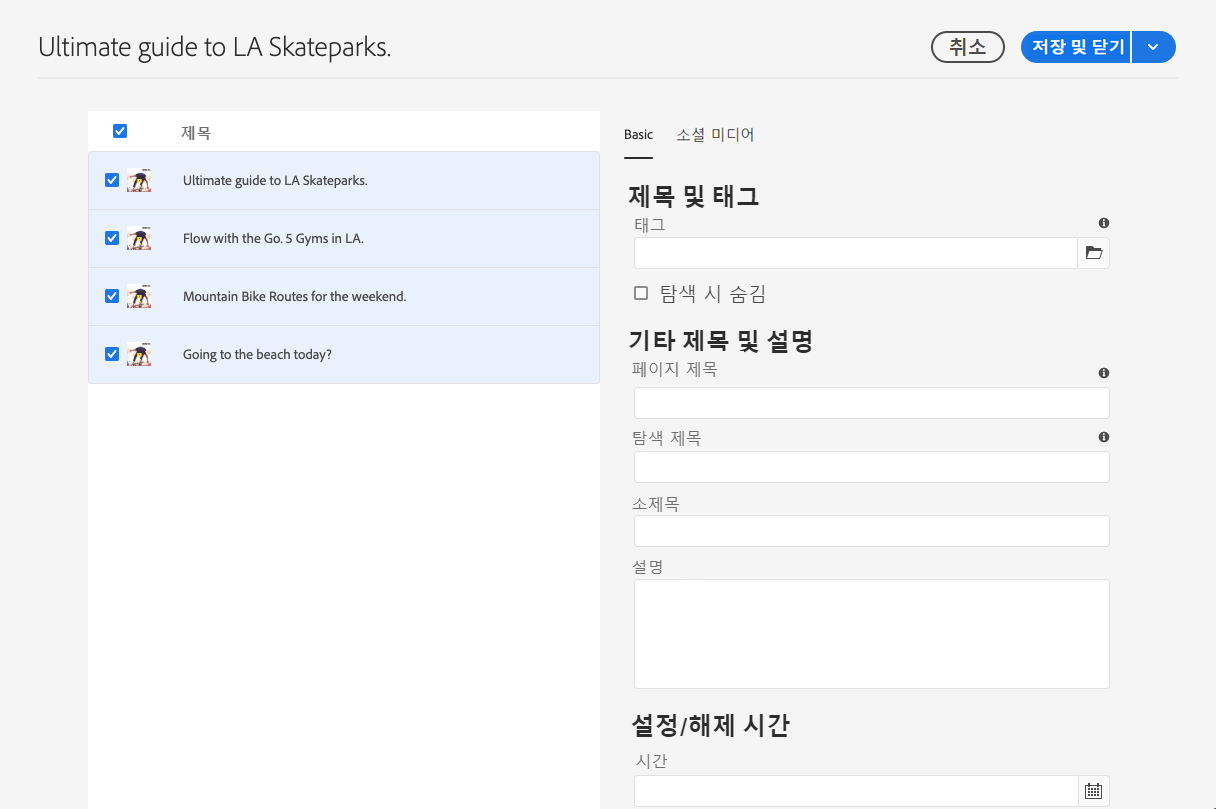 Ultimate guide to LA Skateparks.
취소
저장 및 닫기
제목
Ultimate guide to LA Skateparks.
Flow with the Go. 5 Gyms in LA.
Mountain Bike Routes for the weekend.
Going to the beach today?
Basic 소셜 미디어
제목 및 태그
태그
탐색 시 숨김
기타 제목 및 설명
페이지 제목
탐색 제목
소제목
설명
설정/해제 시간
시간